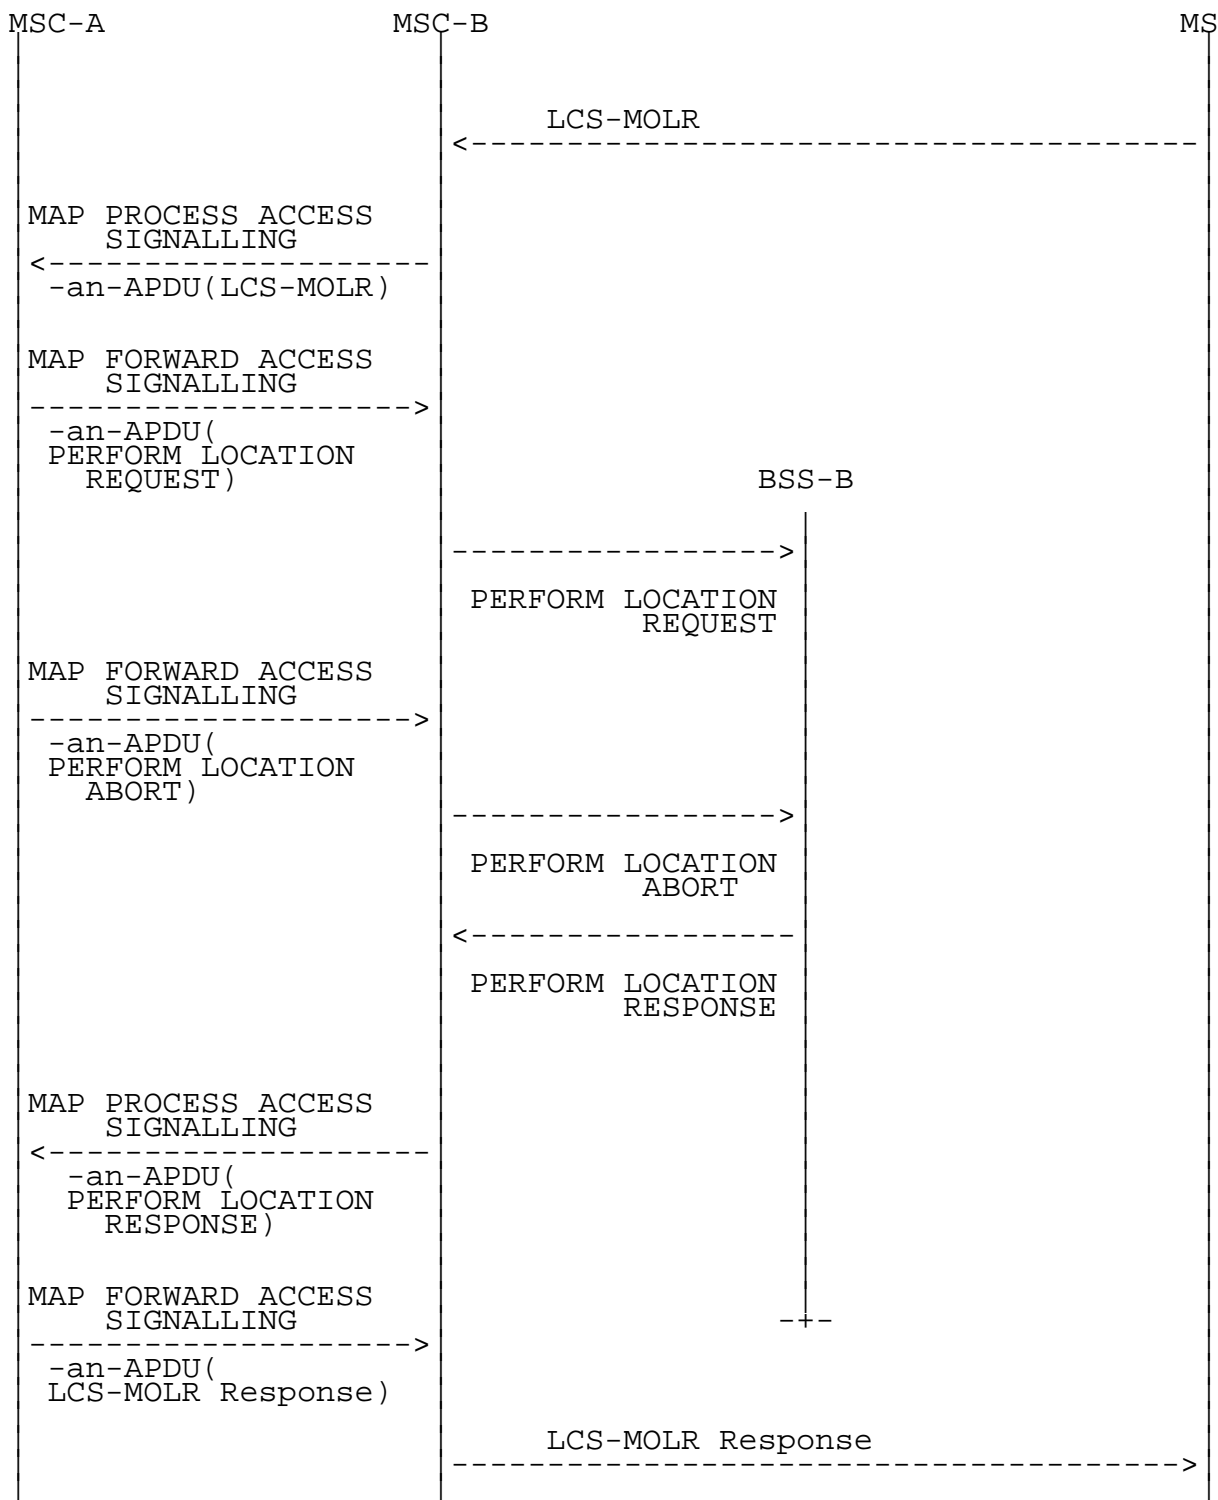 MSC-A MSC-B MS
LCS-MOLR
MAP PROCESS ACCESS
SIGNALLING
-an-APDU(LCS-MOLR)
MAP FORWARD ACCESS
SIGNALLING
-an-APDU(
PERFORM LOCATION
REQUEST)
BSS-B
PERFORM LOCATION
REQUEST
MAP FORWARD ACCESS
SIGNALLING
-an-APDU(
PERFORM LOCATION
ABORT)
PERFORM LOCATION
ABORT
PERFORM LOCATION
RESPONSE
MAP PROCESS ACCESS
SIGNALLING
-an-APDU(
PERFORM LOCATION
RESPONSE)
MAP FORWARD ACCESS
SIGNALLING
-an-APDU(
LCS-MOLR Response)
LCS-MOLR Response